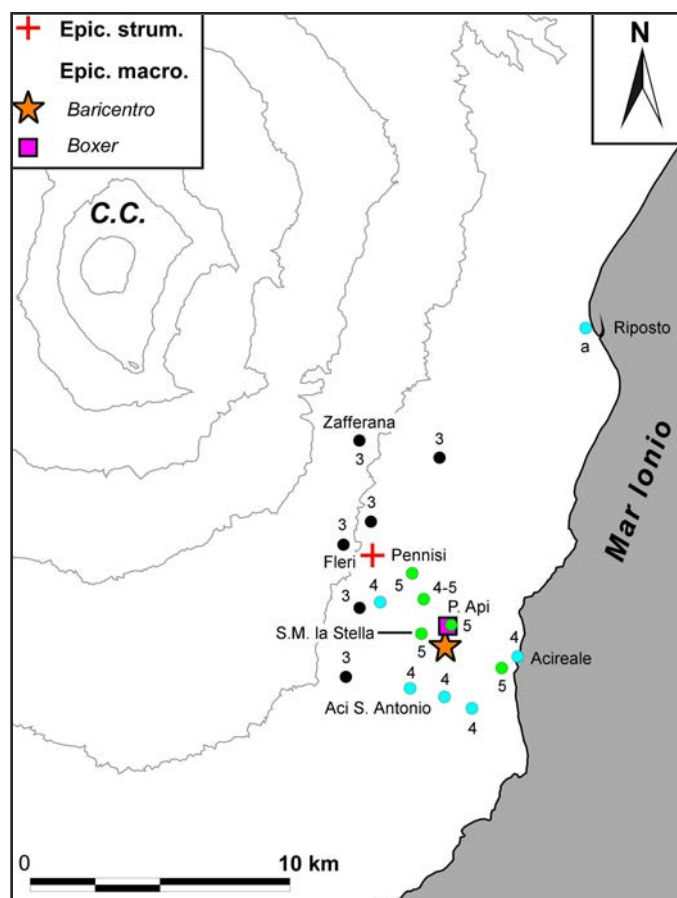 Epic. strum.
Epic. macro.
Baricentro
Boxer
N
C.C.
Riposto
a
Mar Ionio
Zafferana
3
3
3
3
Fleri
Pennisi
5
4
4-5
3
P. Api
5
S.M. la Stella
5
4
Acireale
5
3
4
4
Aci S. Antonio
4
0
10 km